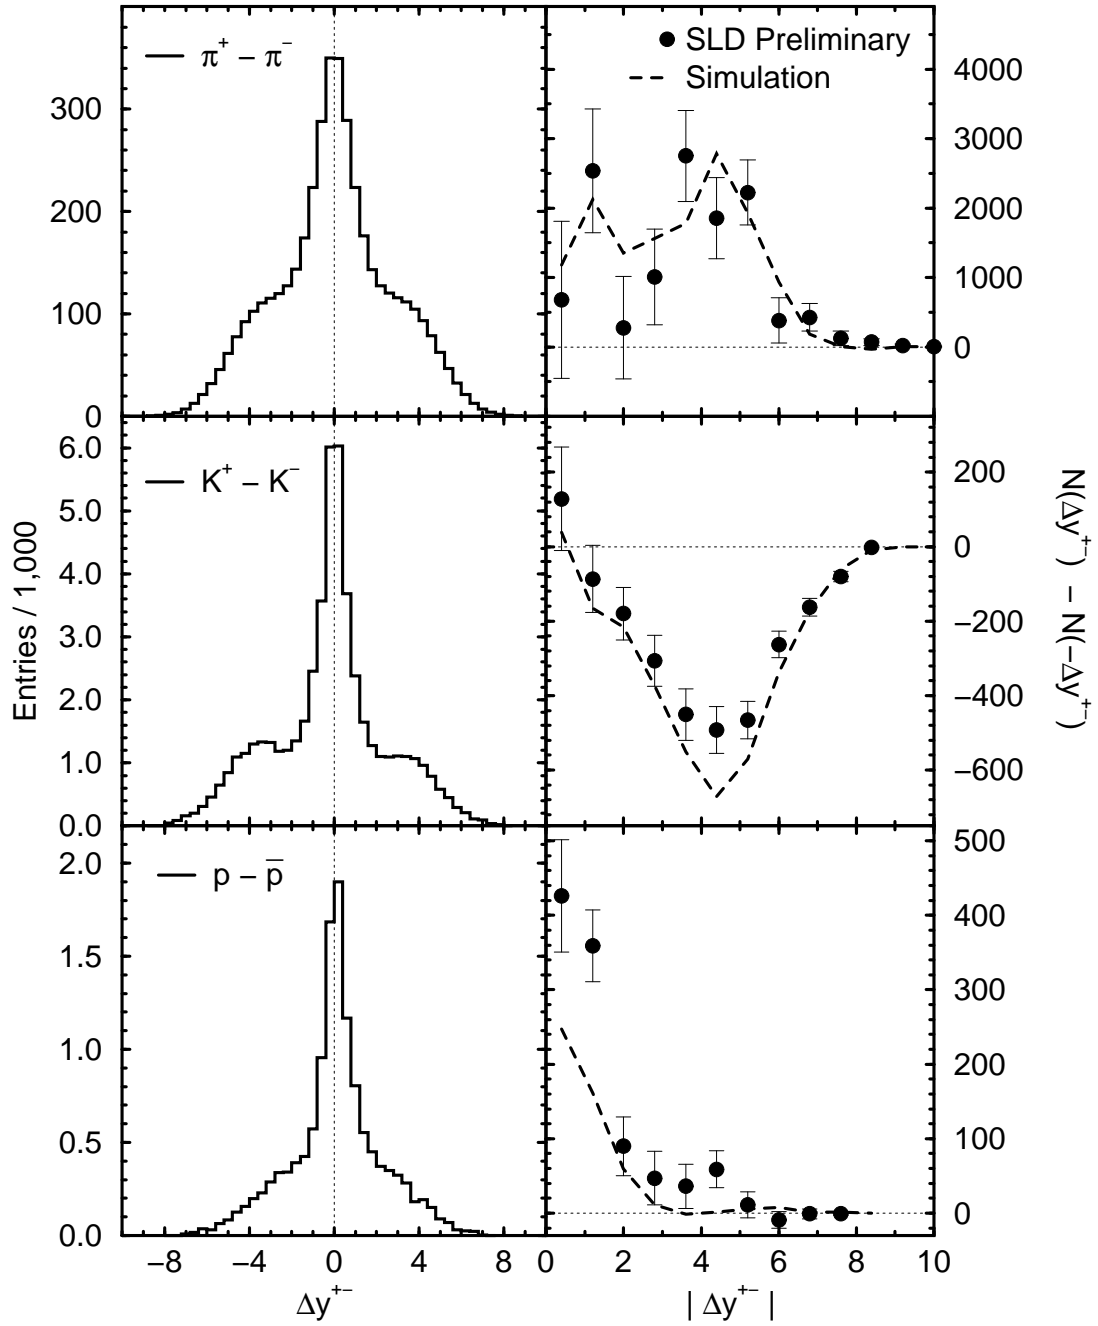 π⁺ – π⁻
SLD Preliminary
Simulation
300
200
100
0
4000
3000
2000
1000
0
K⁺ – K⁻
6.0
5.0
4.0
3.0
2.0
1.0
0.0
200
0
−200
−400
−600
Entries / 1,000
N(Δy⁺⁻) – N(–Δy⁺⁻)
p – p̅
2.0
1.5
1.0
0.5
0.0
500
400
300
200
100
0
−8 −4 0 4 8
0 2 4 6 8 10
Δy⁺⁻
| Δy⁺⁻ |